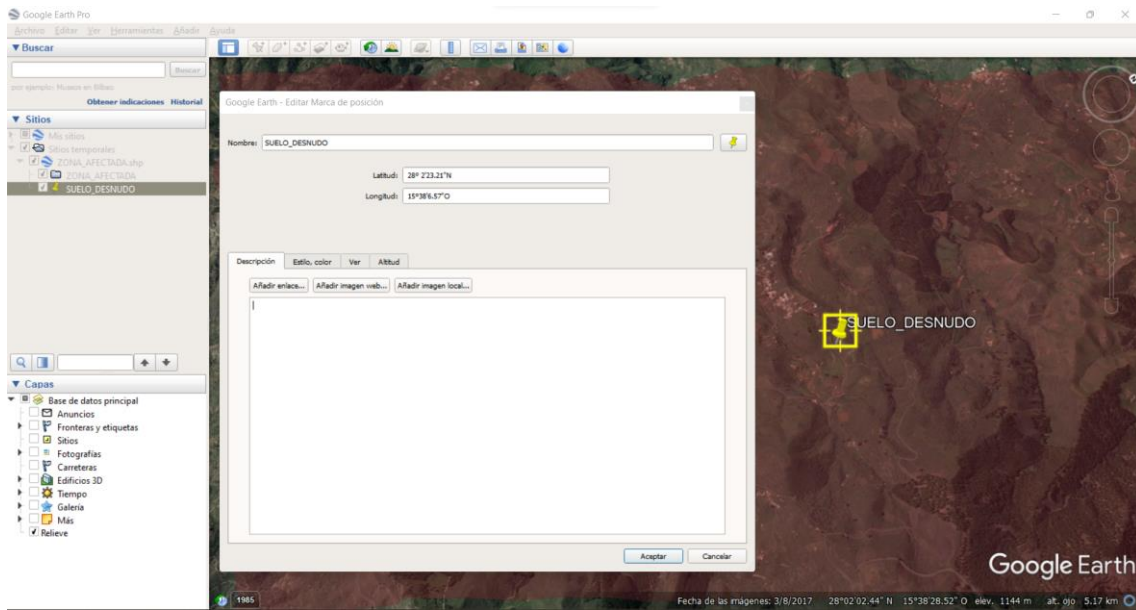 Google Earth Pro
Archivo Editar Ver Herramientas Añadir Ayuda
Buscar
Buscar
por ejemplo: Museos en Bilbao
Obtener indicaciones Historial
Sitios
Mis sitios
Sitios temporales
ZONA_AFECTADA.shp
ZONA_AFECTADA
SUELO_DESNUDO
Capas
Base de datos principal
Anuncios
Fronteras y etiquetas
Sitios
Fotografías
Carreteras
Edificios 3D
Tiempo
Galería
Más
Relieve
Google Earth - Editar Marca de posición
Nombre: SUELO_DESNUDO
Latitud: 28° 2'23.21"N
Longitud: 15°38'6.57"O
Descripción Estilo, color Ver Altitud
Añadir enlace... Añadir imagen web... Añadir imagen local...
Aceptar Cancelar
SUELO_DESNUDO
Google Earth
1985
Fecha de las imágenes: 3/8/2017 28°02'02.44" N 15°38'28.52" O elev. 1144 m alt. ojo 5.17 km